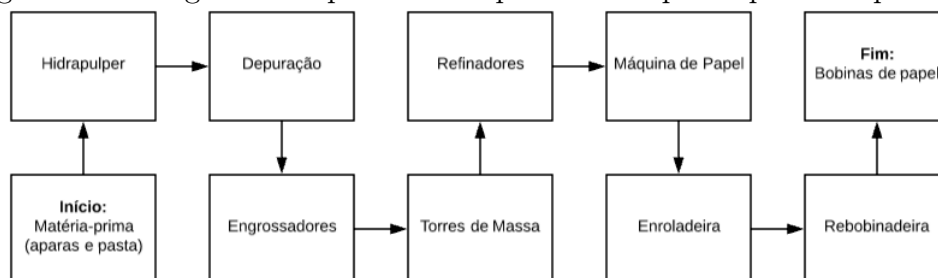 Hidrapulper
Depuração
Refinadores
Máquina de Papel
Fim:
Bobinas de papel
Início:
Matéria-prima
(aparas e pasta)
Engrossadores
Torres de Massa
Enroladeira
Rebobinadeira